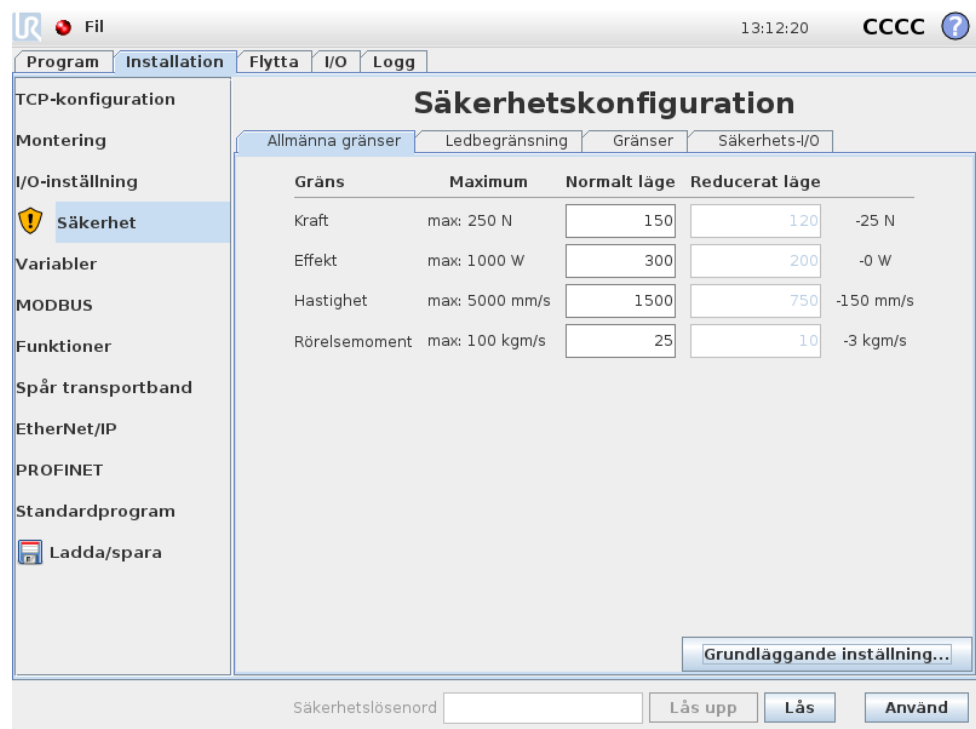 UR Fil 13:12:20 CCCC ?
Program Installation Flytta I/O Logg
TCP-konfiguration
Montering
I/O-inställning
Säkerhet
Variabler
MODBUS
Funktioner
Spår transportband
EtherNet/IP
PROFINET
Standardprogram
Ladda/spara
Säkerhetskonfiguration
Allmänna gränser Ledbegränsning Gränser Säkerhets-I/O
Gräns Maximum Normalt läge Reducerat läge
Kraft max: 250 N 150 120 -25 N
Effekt max: 1000 W 300 200 -0 W
Hastighet max: 5000 mm/s 1500 750 -150 mm/s
Rörelsemoment max: 100 kgm/s 25 10 -3 kgm/s
Grundläggande inställning...
Säkerhetslösenord Lås upp Lås Använd